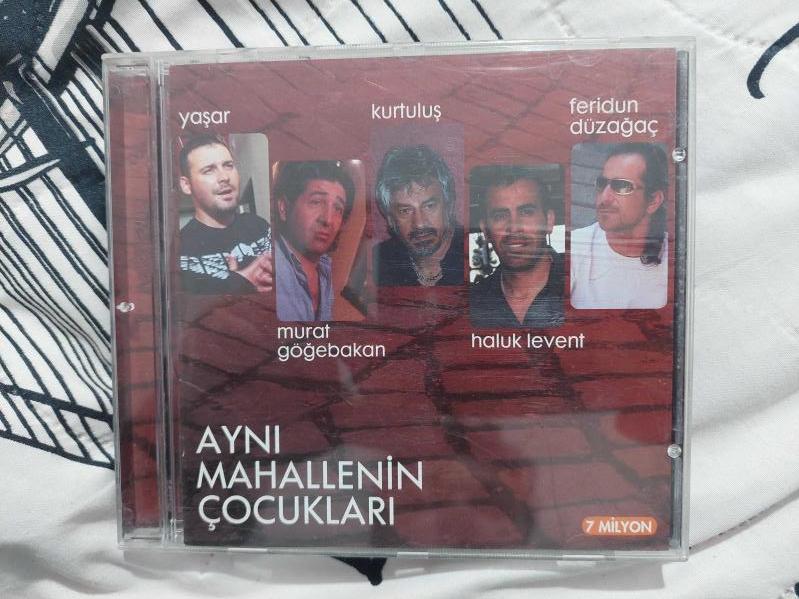 yaşar
kurtuluş
feridun
düzağaç
murat
göğebakan
haluk levent
AYNI
MAHALLENİN
ÇOCUKLARI
7 MİLYON